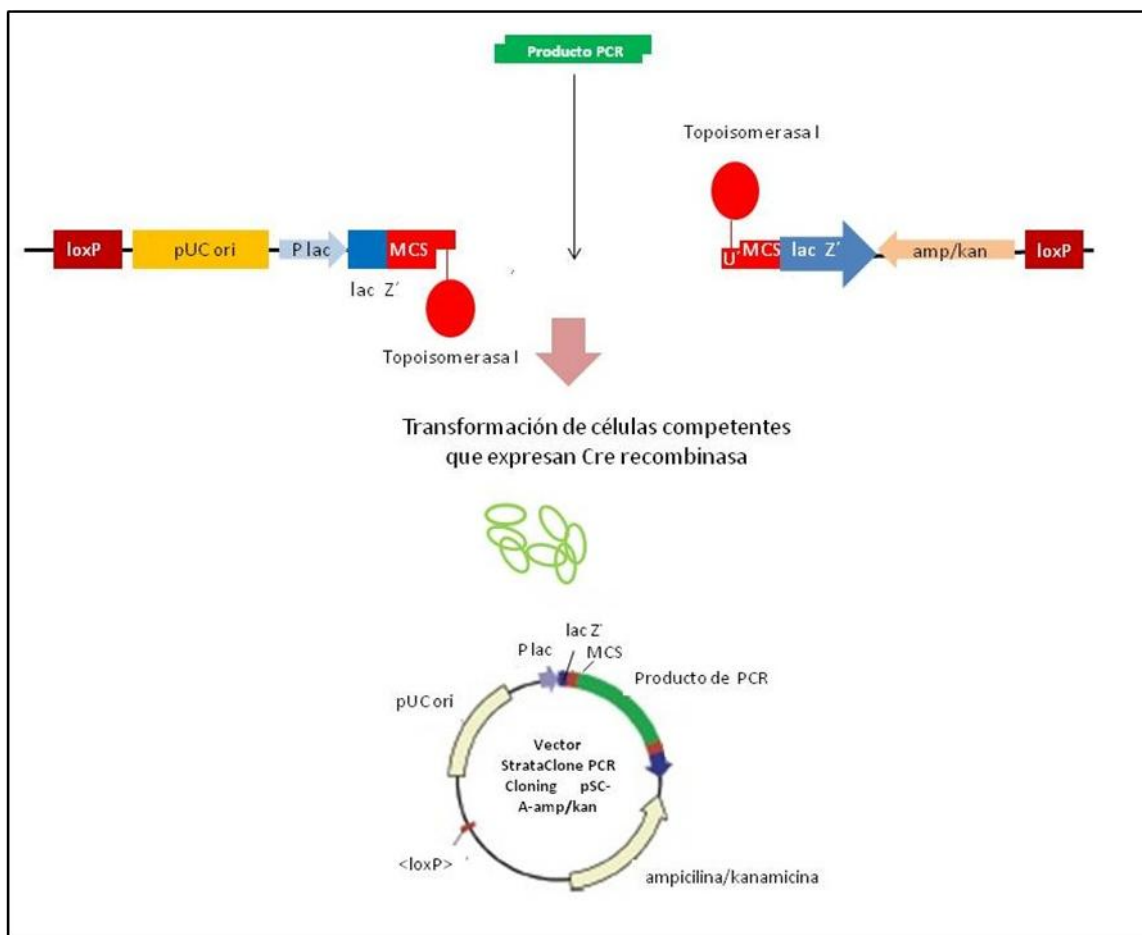 Producto PCR
Topoisomerasa I
loxP
pUC ori
P lac
MCS
lac Z´
Topoisomerasa I
U
MCS
lac Z´
amp/kan
loxP
Transformación de células competentes
que expresan Cre recombinasa
lac Z´
P lac
MCS
Producto de PCR
pUC ori
Vector
StrataClone PCR
Cloning pSC-
A-amp/kan
<loxP>
ampicilina/kanamicina